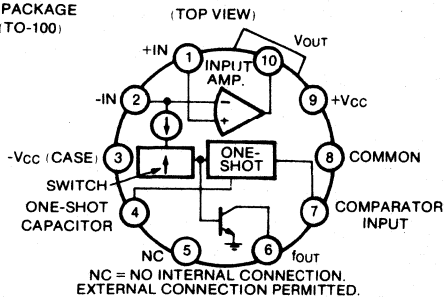 PACKAGE
(TO-100)
(TOP VIEW)
+IN
VOUT
1
INPUT
AMP.
10
-IN
2
−
+
9
+VCC
-VCC (CASE)
3
ONE-
SHOT
8
COMMON
SWITCH
ONE-SHOT
CAPACITOR
4
7
COMPARATOR
INPUT
NC
5
6
fOUT
NC = NO INTERNAL CONNECTION.
EXTERNAL CONNECTION PERMITTED.